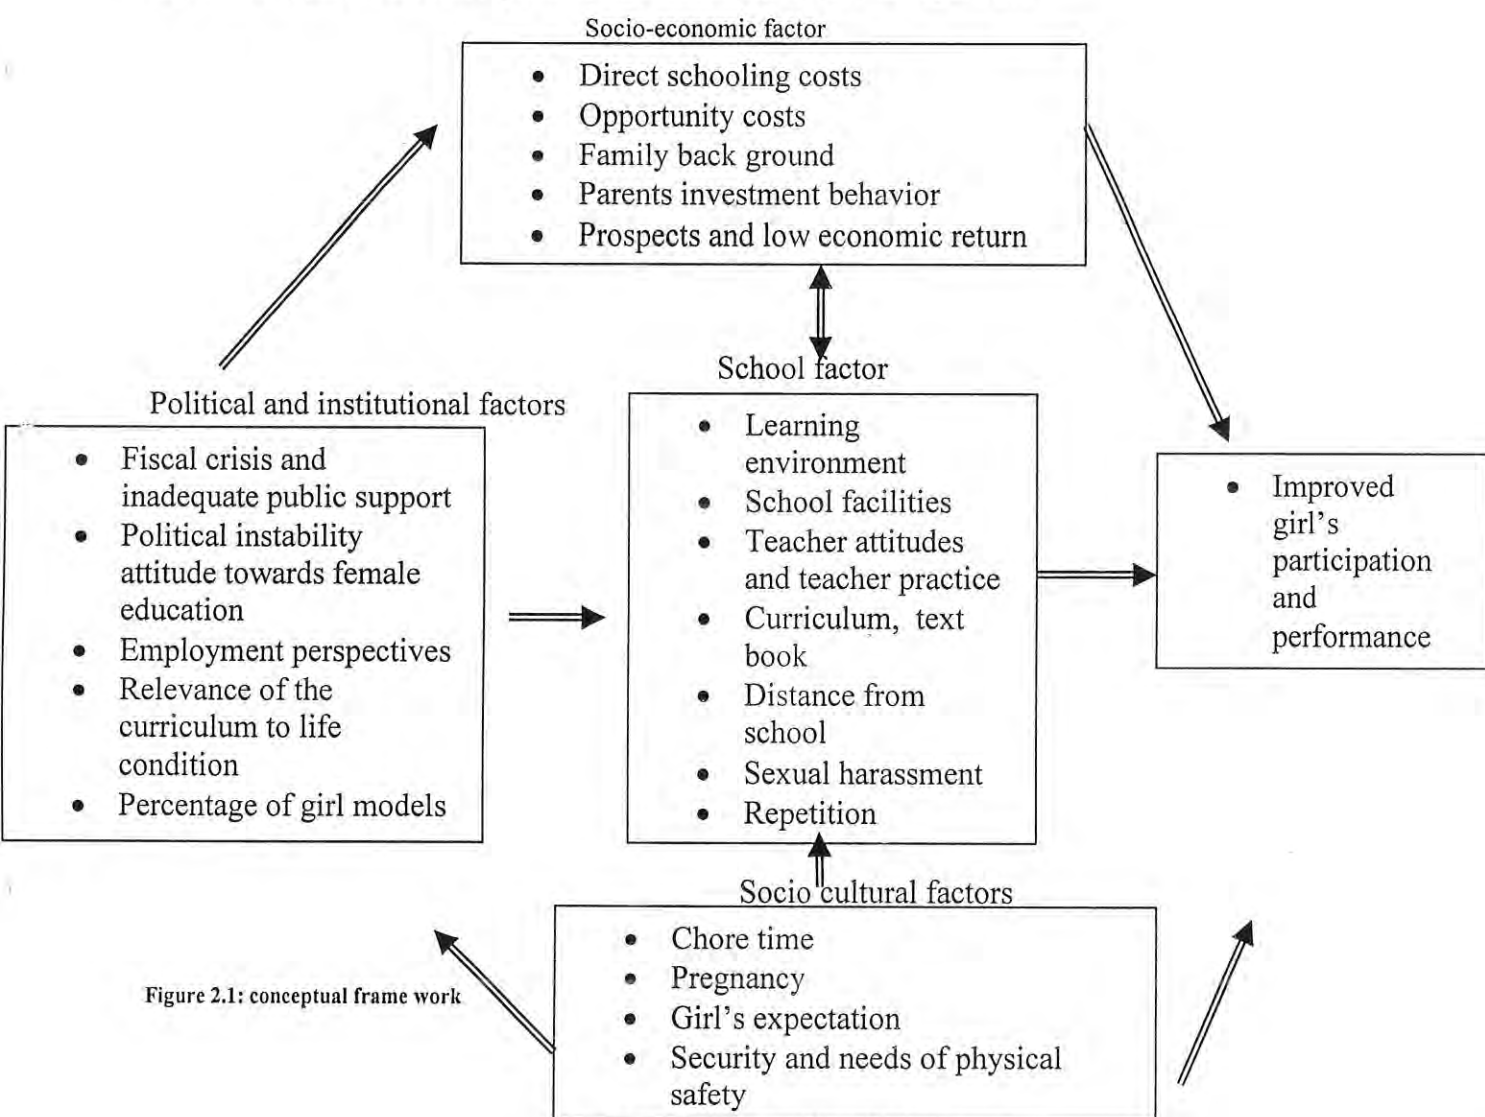 Socio-economic factor
• Direct schooling costs
• Opportunity costs
• Family back ground
• Parents investment behavior
• Prospects and low economic return
School factor
Political and institutional factors
• Fiscal crisis and
inadequate public support
• Political instability
attitude towards female
education
• Employment perspectives
• Relevance of the
curriculum to life
condition
• Percentage of girl models
• Learning
environment
• School facilities
• Teacher attitudes
and teacher practice
• Curriculum, text
book
• Distance from
school
• Sexual harassment
• Repetition
• Improved
girl's
participation
and
performance
Socio cultural factors
• Chore time
• Pregnancy
• Girl's expectation
• Security and needs of physical
safety
Figure 2.1: conceptual frame work